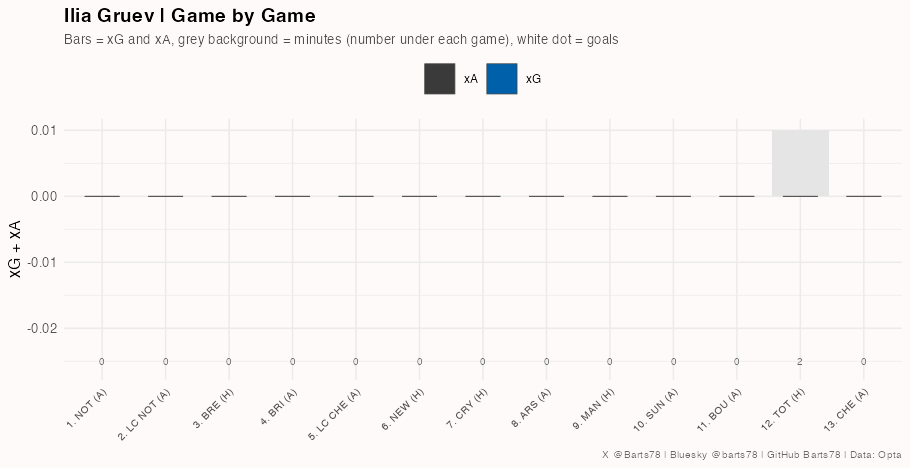 Ilia Gruev | Game by Game
Bars = xG and xA, grey background = minutes (number under each game), white dot = goals
xA xG
0.01
0.00
-0.01
-0.02
xG + xA
0 0 0 0 0 0 0 0 0 0 0 2 0
1. NOT (A)
2. LC NOT (A)
3. BRE (H)
4. BRI (A)
5. LC CHE (A)
6. NEW (H)
7. CRY (H)
8. ARS (A)
9. MAN (H)
10. SUN (A)
11. BOU (A)
12. TOT (H)
13. CHE (A)
X @Barts78 | Bluesky @barts78 | GitHub Barts78 | Data: Opta